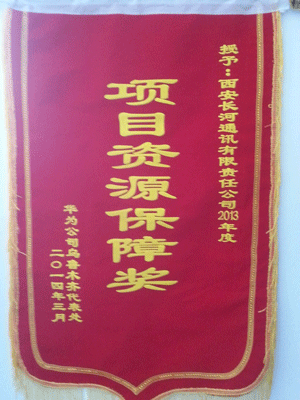 授予：西安长河通讯有限责任公司2013年度
项目资源保障奖
华为公司乌鲁木齐代表处
二〇一四年三月